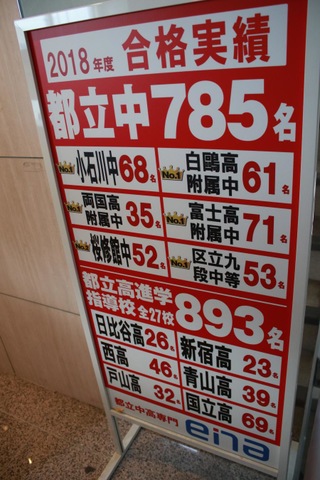 2018年度 合格実績
都立中785名
No.1 小石川中68名
No.1 白鷗高附属中61名
No.1 両国高附属中35名
No.1 富士高附属中71名
No.1 桜修館中52名
No.1 区立九段中等53名
都立高進学指導校全27校893名
日比谷高26名
新宿高23名
西高46名
青山高39名
戸山高32名
国立高69名
都立中高専門 ena